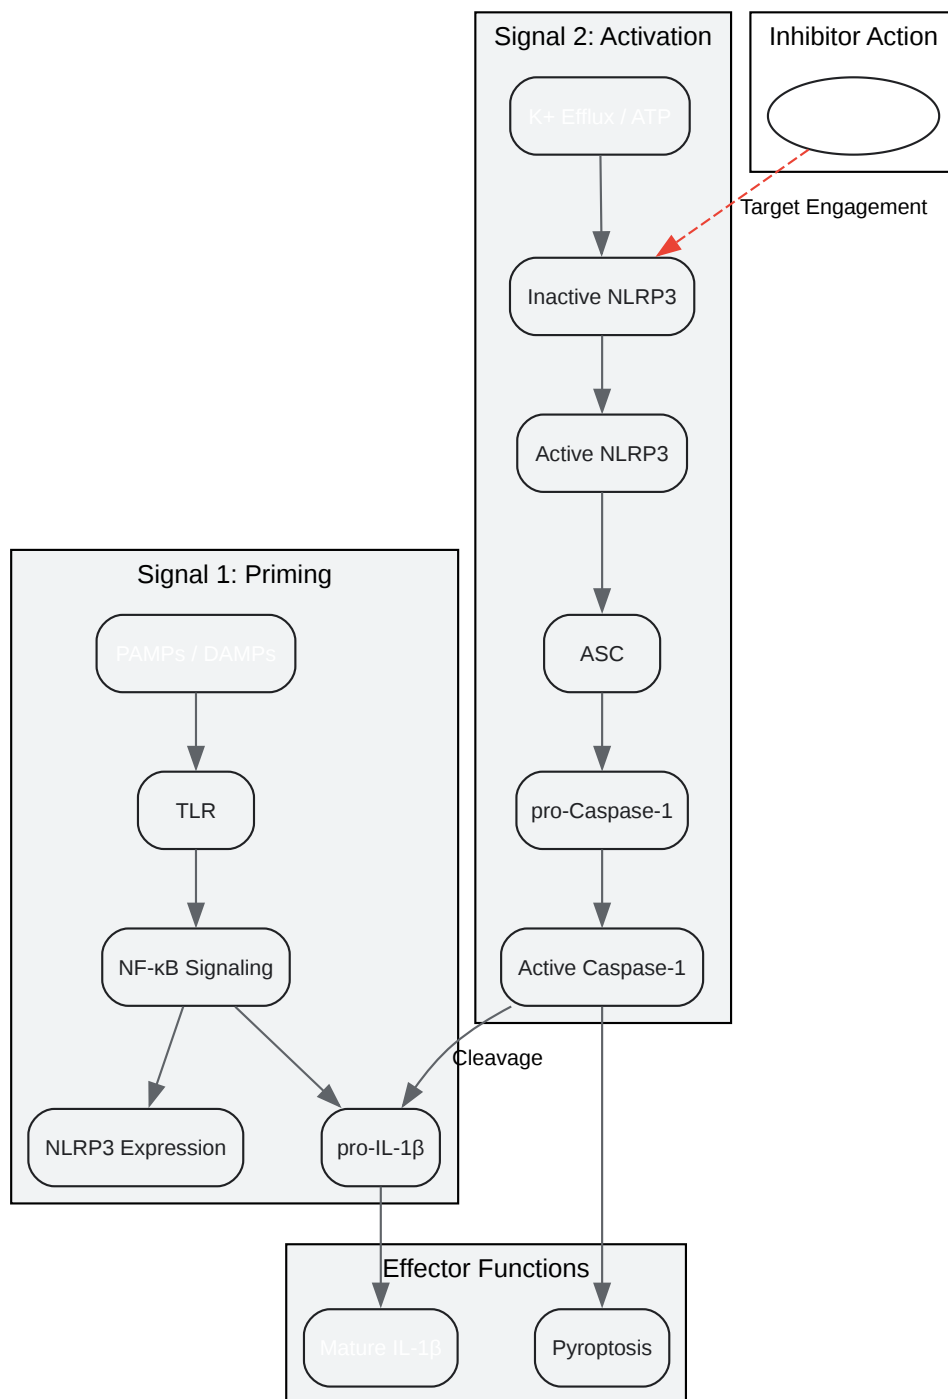 Signal 2: Activation
Inhibitor Action
K+ Efflux / ATP
Target Engagement
Inactive NLRP3
Active NLRP3
Signal 1: Priming
PAMPs / DAMPs
ASC
TLR
pro-Caspase-1
NF-κB Signaling
Active Caspase-1
Cleavage
NLRP3 Expression
pro-IL-1β
Effector Functions
Mature IL-1β
Pyroptosis